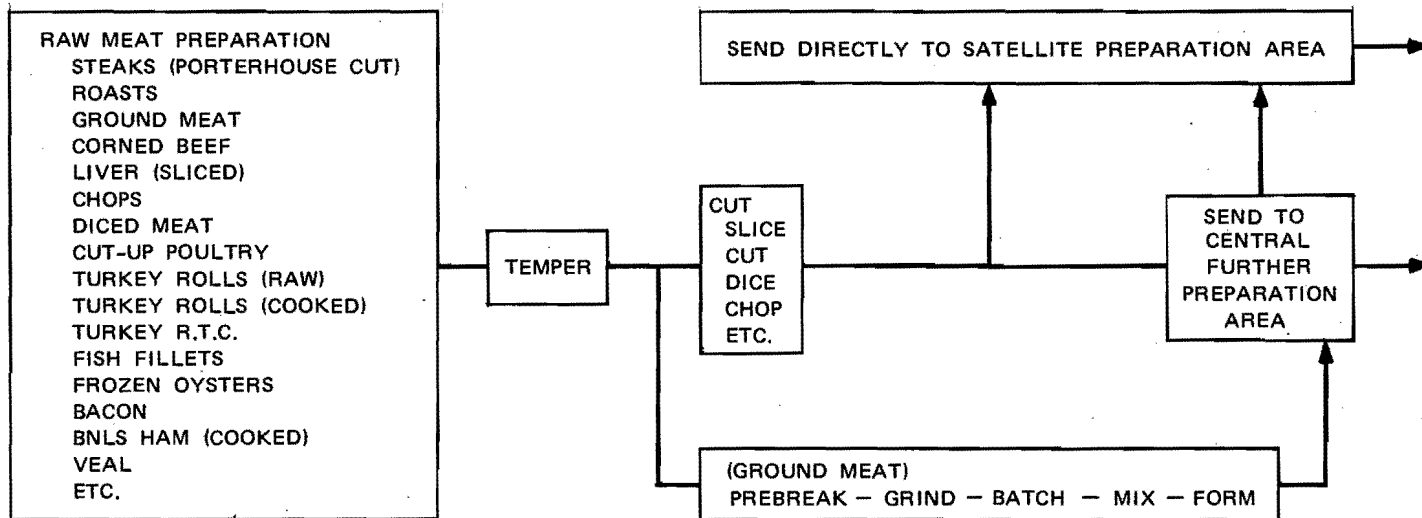 RAW MEAT PREPARATION
STEAKS (PORTERHOUSE CUT)
ROASTS
GROUND MEAT
CORNED BEEF
LIVER (SLICED)
CHOPS
DICED MEAT
CUT-UP POULTRY
TURKEY ROLLS (RAW)
TURKEY ROLLS (COOKED)
TURKEY R.T.C.
FISH FILLETS
FROZEN OYSTERS
BACON
BNLS HAM (COOKED)
VEAL
ETC.
TEMPER
CUT
SLICE
CUT
DICE
CHOP
ETC.
SEND DIRECTLY TO SATELLITE PREPARATION AREA
SEND TO
CENTRAL
FURTHER
PREPARATION
AREA
(GROUND MEAT)
PREBREAK – GRIND – BATCH – MIX – FORM